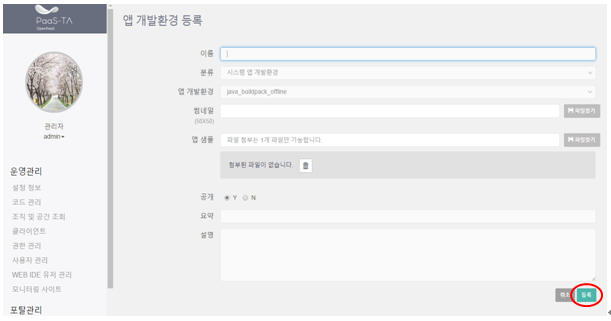 PaaS-TA
OpenPaaS
관리자
admin
운영관리
설정 정보
코드 관리
조직 및 공간 조회
클라이언트
권한 관리
사용자 관리
WEB IDE 유저 관리
모니터링 사이트
포탈관리
앱 개발환경 등록
이름
분류 시스템 앱 개발환경
앱 개발환경 java_buildpack_offline
썸네일 파일찾기
(50X50)
앱 샘플 파일 첨부는 1개 파일만 가능합니다. 파일찾기
첨부된 파일이 없습니다.
공개 Y N
요약
설명
취소 등록